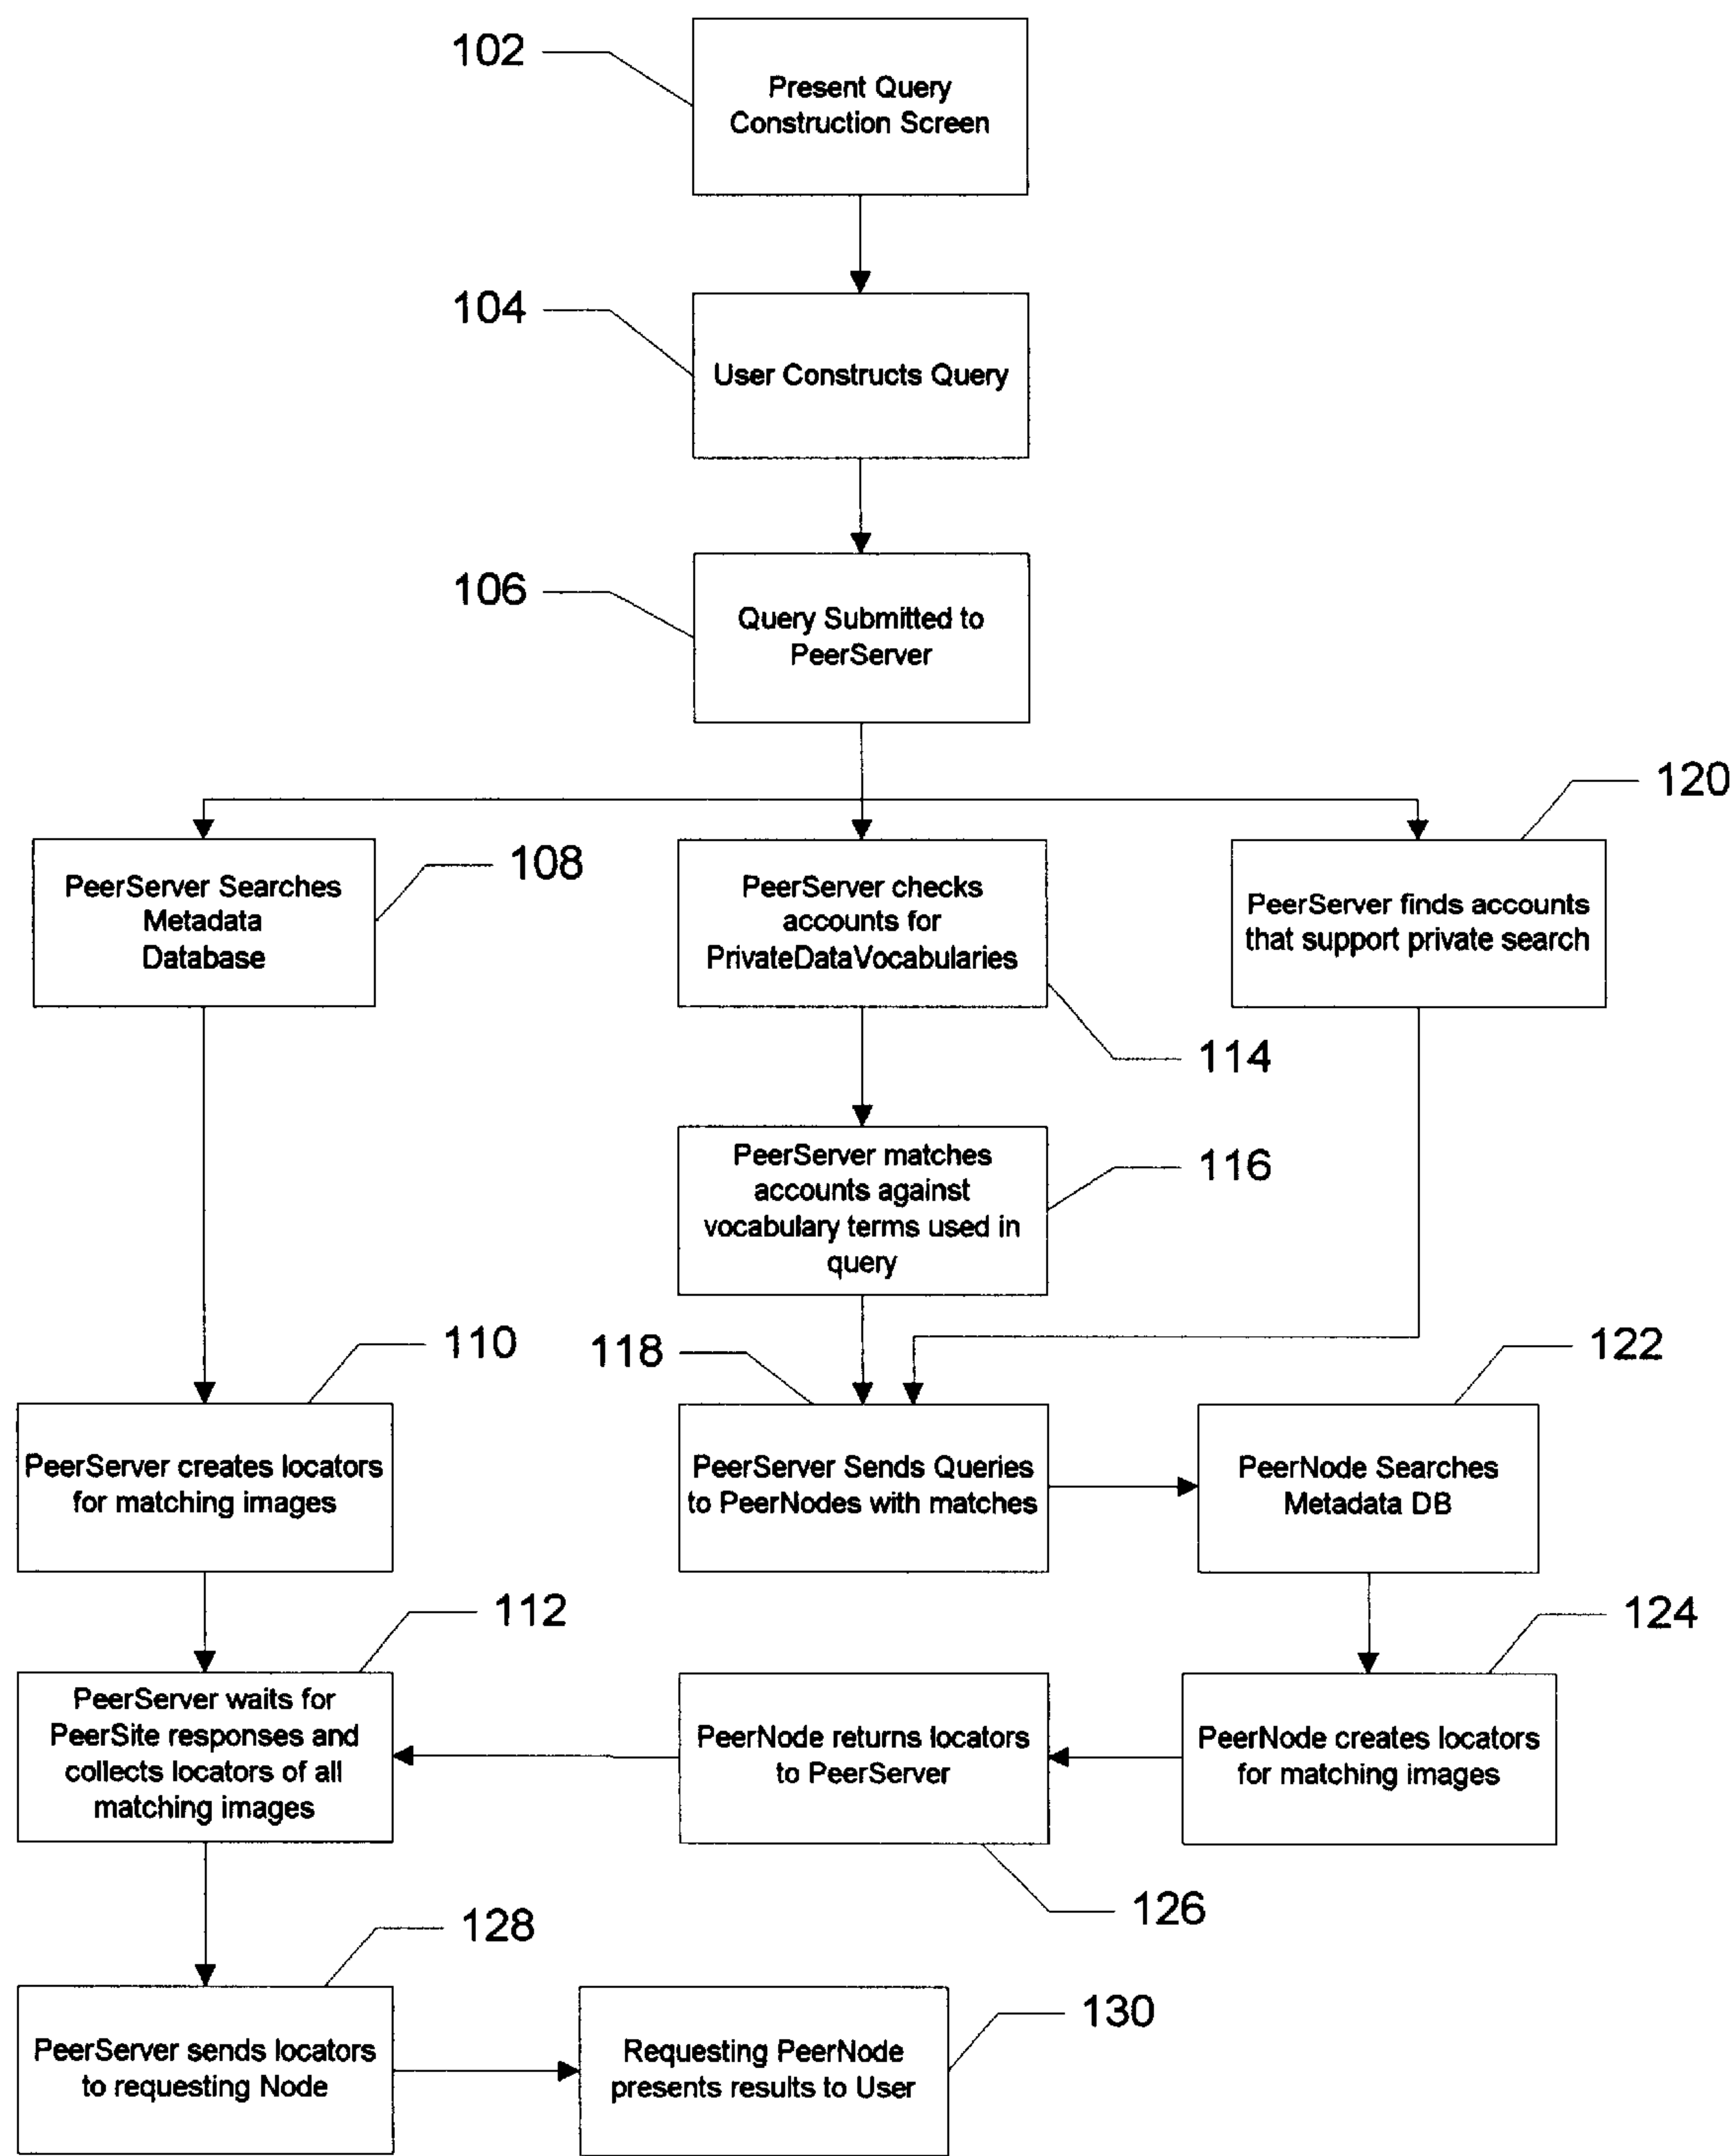 102
Present Query
Construction Screen
104
User Constructs Query
106
Query Submitted to
PeerServer
120
PeerServer Searches
Metadata
Database
108
PeerServer checks
accounts for
PrivateDataVocabularies
114
PeerServer finds accounts
that support private search
PeerServer matches
accounts against
vocabulary terms used in
query
116
110
118
122
PeerServer creates locators
for matching images
PeerServer Sends Queries
to PeerNodes with matches
PeerNode Searches
Metadata DB
112
124
PeerServer waits for
PeerSite responses and
collects locators of all
matching images
PeerNode returns locators
to PeerServer
PeerNode creates locators
for matching images
126
128
PeerServer sends locators
to requesting Node
Requesting PeerNode
presents results to User
130